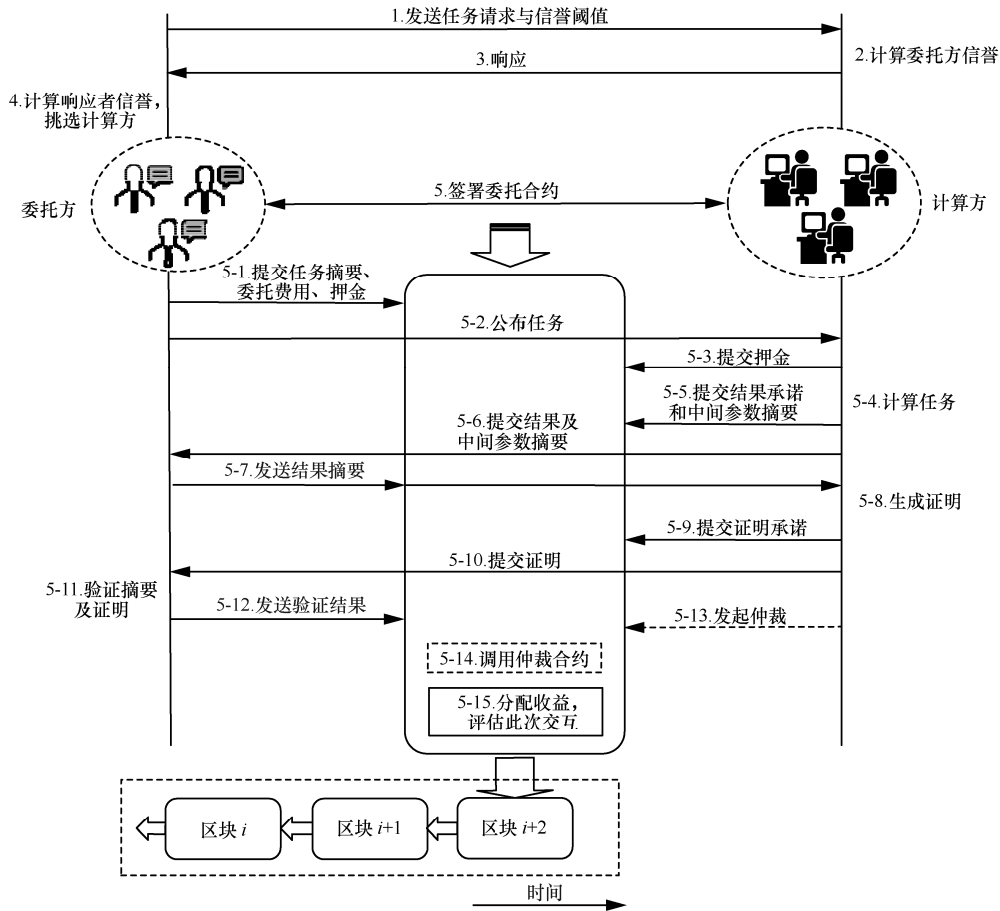 1.发送任务请求与信誉阈值
3.响应
2.计算委托方信誉
4.计算响应者信誉，
挑选计算方
委托方
5.签署委托合约
计算方
5-1.提交任务摘要、
委托费用、押金
5-2.公布任务
5-3.提交押金
5-4.计算任务
5-5.提交结果承诺
和中间参数摘要
5-6.提交结果及
中间参数摘要
5-7.发送结果摘要
5-8.生成证明
5-9.提交证明承诺
5-10.提交证明
5-11.验证摘要
及证明
5-12.发送验证结果
5-13.发起仲裁
5-14.调用仲裁合约
5-15.分配收益，
评估此次交互
区块 i
区块 i+1
区块 i+2
时间